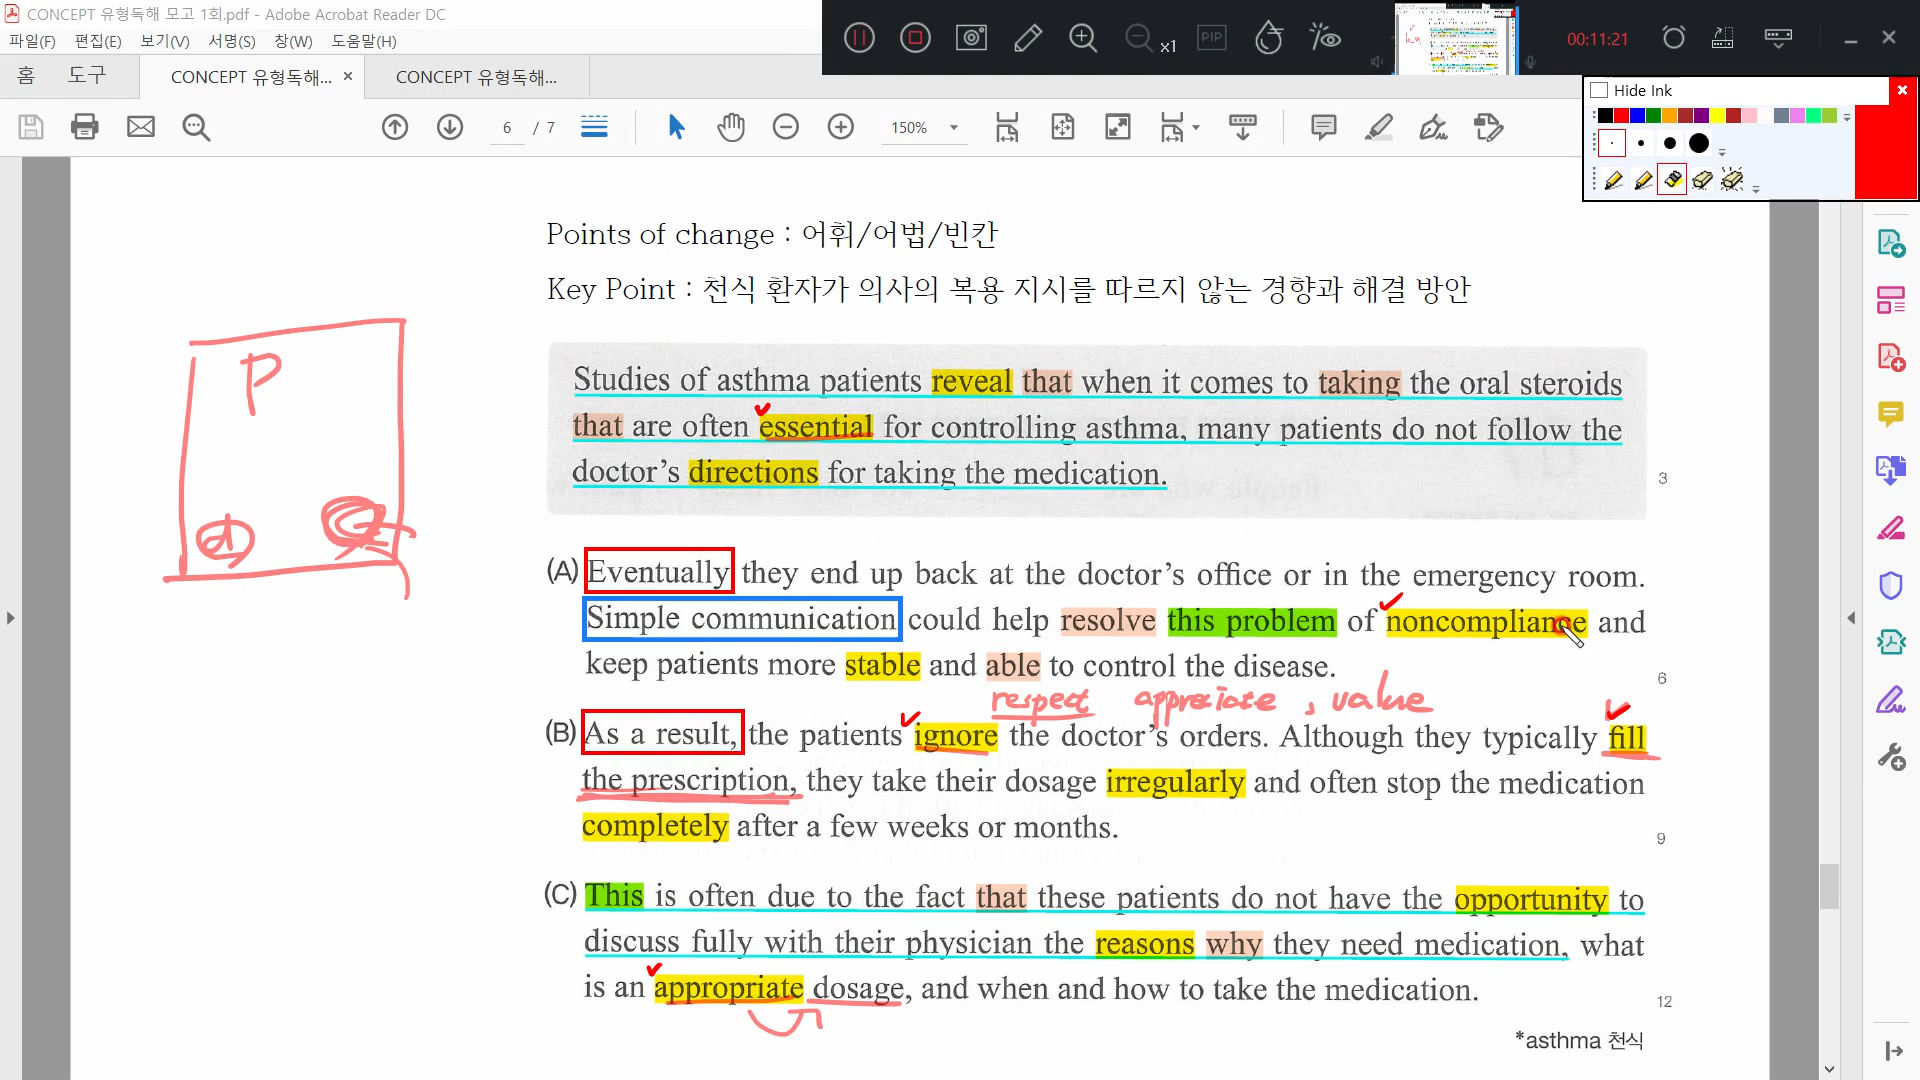 CONCEPT 유형독해 모고 1회.pdf - Adobe Acrobat Reader DC
파일(F) 편집(E) 보기(V) 서명(S) 창(W) 도움말(H)
PIP
x1
00:11:21
홈 도구 CONCEPT 유형독해... × CONCEPT 유형독해...
Hide Ink
6 / 7
150%
Points of change : 어휘/어법/빈칸
Key Point : 천식 환자가 의사의 복용 지시를 따르지 않는 경향과 해결 방안
P
Studies of asthma patients reveal that when it comes to taking the oral steroids
that are often essential for controlling asthma, many patients do not follow the
doctor's directions for taking the medication.
3
(A) Eventually they end up back at the doctor's office or in the emergency room.
Simple communication could help resolve this problem of noncompliance and
keep patients more stable and able to control the disease.
6
respect appreciate, value
(B) As a result, the patients ignore the doctor's orders. Although they typically fill
the prescription, they take their dosage irregularly and often stop the medication
completely after a few weeks or months.
9
(C) This is often due to the fact that these patients do not have the opportunity to
discuss fully with their physician the reasons why they need medication, what
is an appropriate dosage, and when and how to take the medication.
12
*asthma 천식